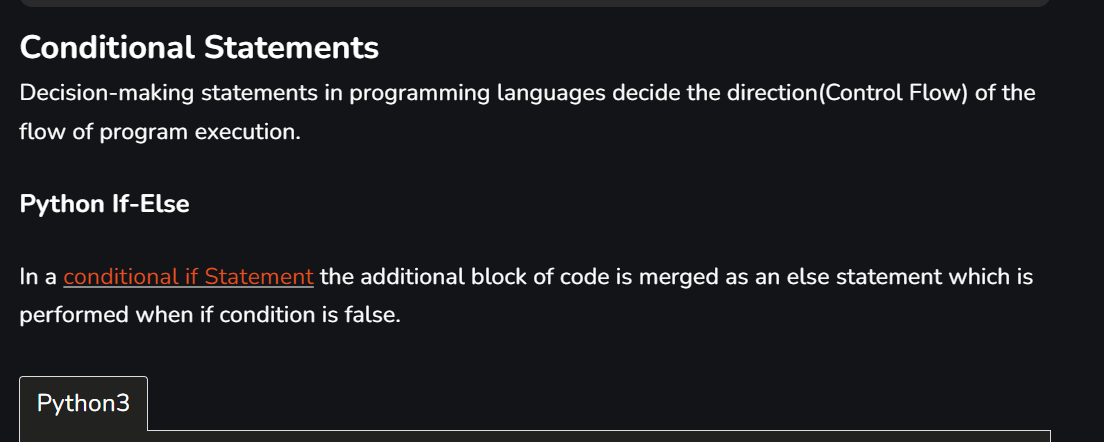 Conditional Statements
Decision-making statements in programming languages decide the direction(Control Flow) of the
flow of program execution.
Python If-Else
In a conditional if Statement the additional block of code is merged as an else statement which is
performed when if condition is false.
Python3